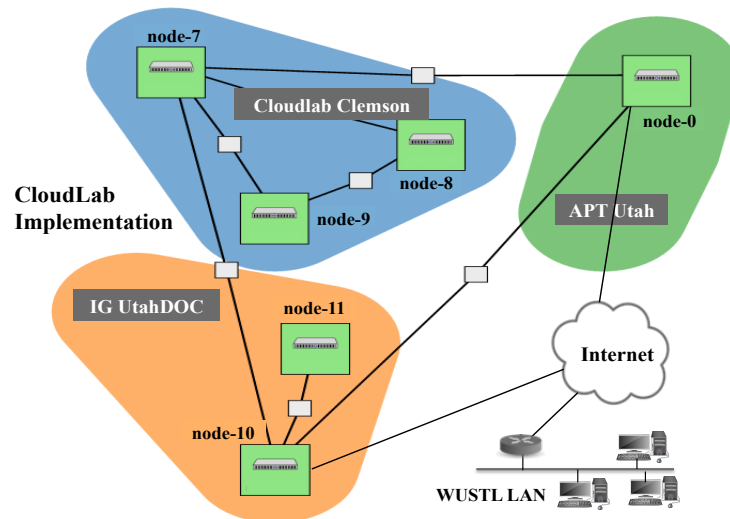 node-7
Cloudlab Clemson
node-0
node-8
CloudLab
Implementation
node-9
APT Utah
IG UtahDOC
node-11
Internet
node-10
WUSTL LAN